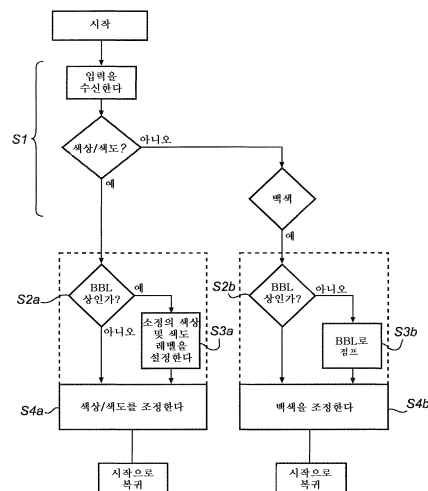 시작
입력을
수신한다
S1
색상/색도?
아니오
예
백색
예
S2a
BBL
상인가?
예
아니오
소정의 색상
및 색도
레벨을
설정한다
S3a
S2b
BBL
상인가?
아니오
BBL로
점프
S3b
S4a
색상/색도를 조정한다
백색을 조정한다
S4b
시작으로
복귀
시작으로
복귀